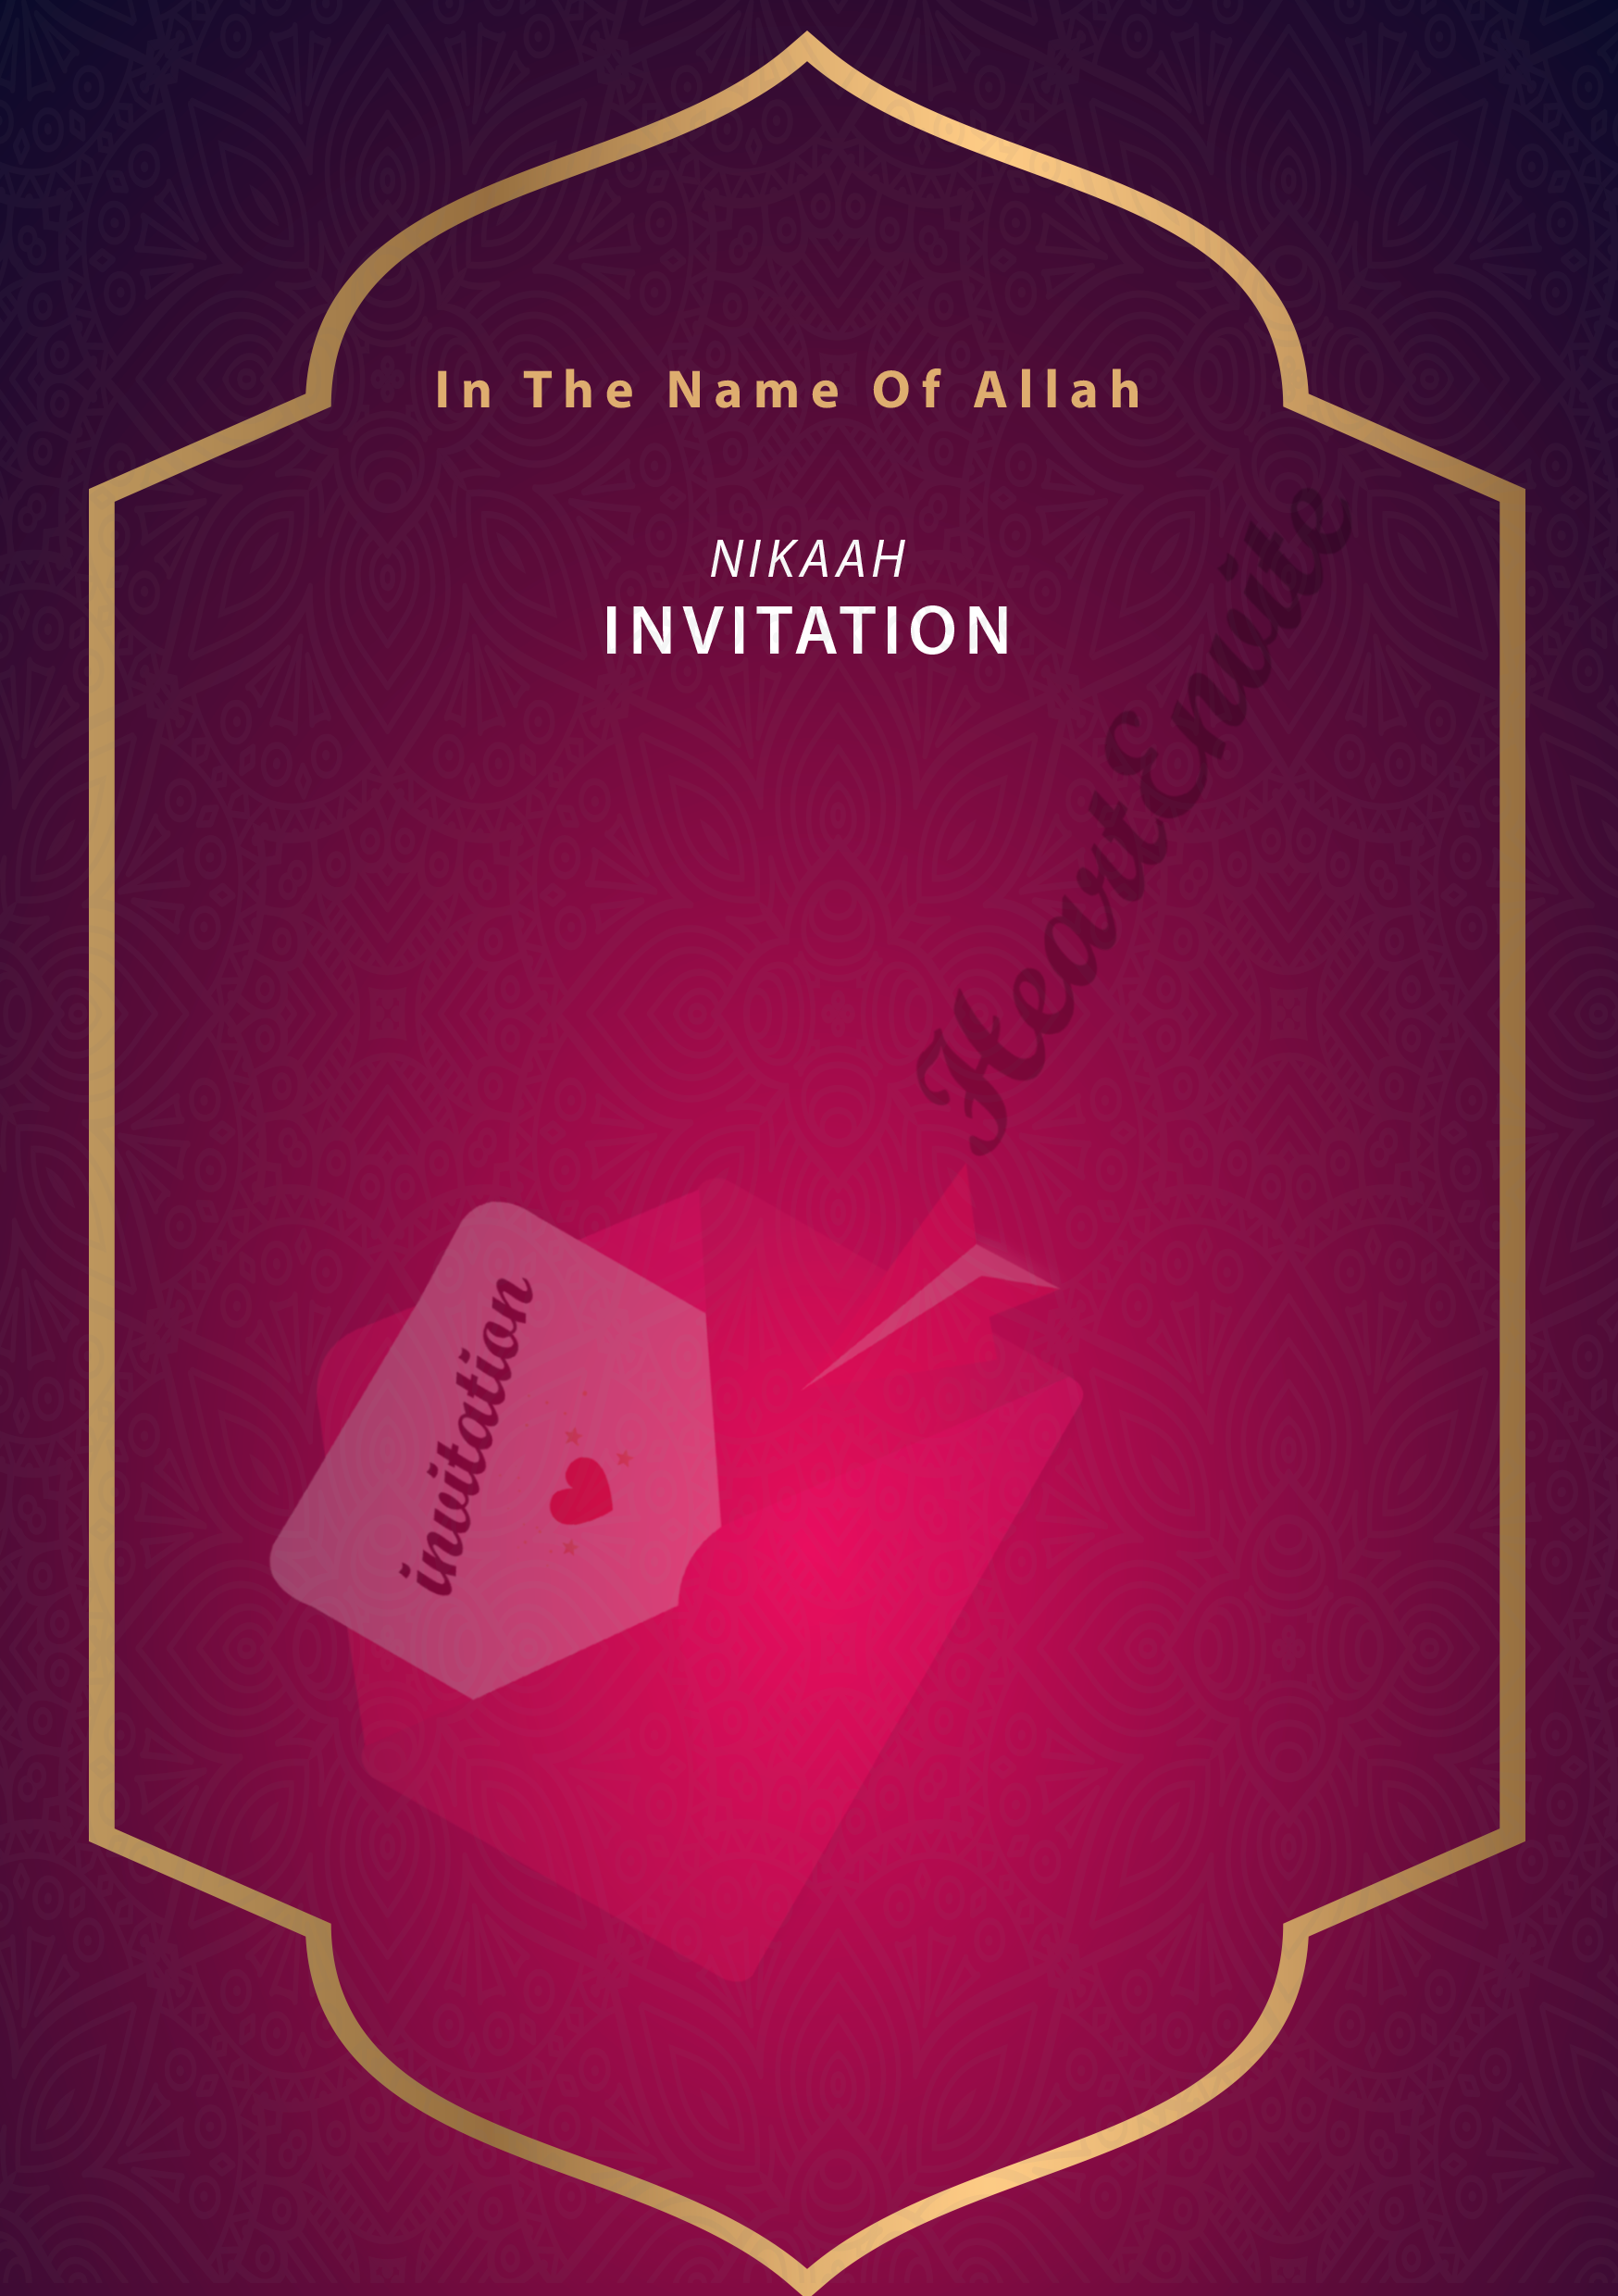 In The Name Of Allah
NIKAAH
INVITATION
HeartEnvite
invitation